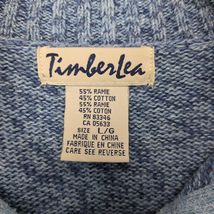 TimberLea
55% RAMIE
45% COTTON
55% RAMIE
45% COTON
RN 83346
CA 05633
SIZE L/G
MADE IN CHINA
FABRIQUE EN CHINE
CARE SEE REVERSE